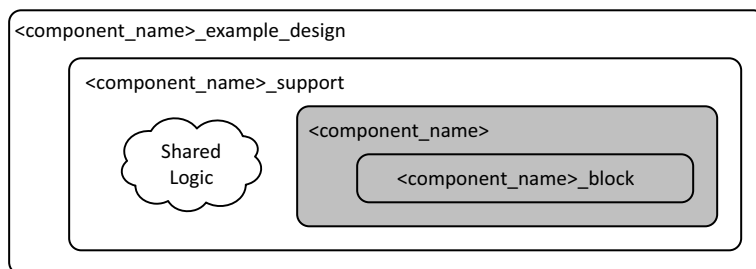 <component_name>_example_design
<component_name>_support
Shared
Logic
<component_name>
<component_name>_block